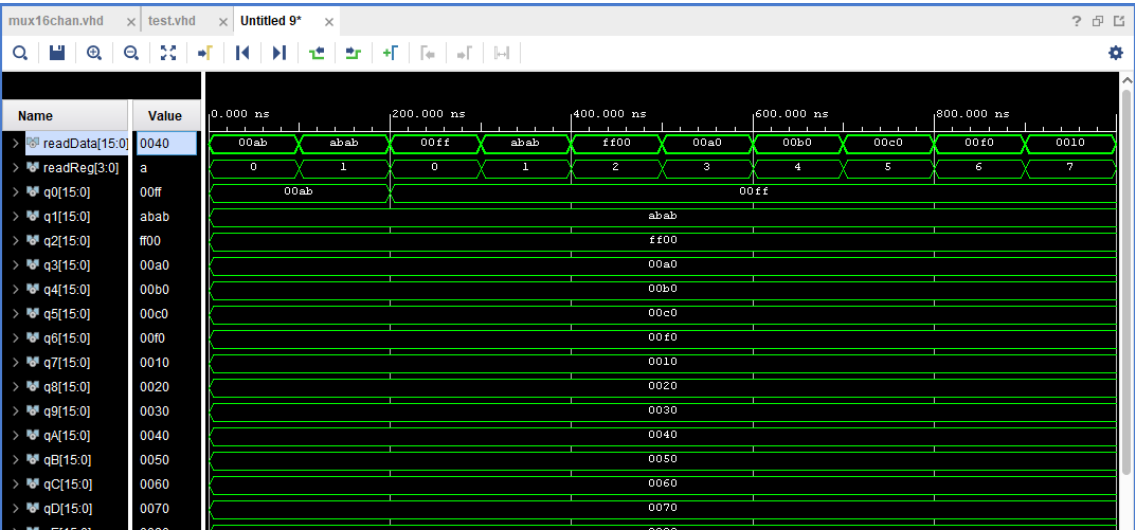 mux16chan.vhd × test.vhd × Untitled 9* × ?
Name Value 0.000 ns 200.000 ns 400.000 ns 600.000 ns 800.000 ns
> readData[15:0] 0040 00ab abab 00ff abab ff00 00a0 00b0 00c0 00f0 0010
> readReg[3:0] a 0 1 0 1 2 3 4 5 6 7
> q0[15:0] 00ff 00ab 00ff
> q1[15:0] abab abab
> q2[15:0] ff00 ff00
> q3[15:0] 00a0 00a0
> q4[15:0] 00b0 00b0
> q5[15:0] 00c0 00c0
> q6[15:0] 00f0 00f0
> q7[15:0] 0010 0010
> q8[15:0] 0020 0020
> q9[15:0] 0030 0030
> qA[15:0] 0040 0040
> qB[15:0] 0050 0050
> qC[15:0] 0060 0060
> qD[15:0] 0070 0070